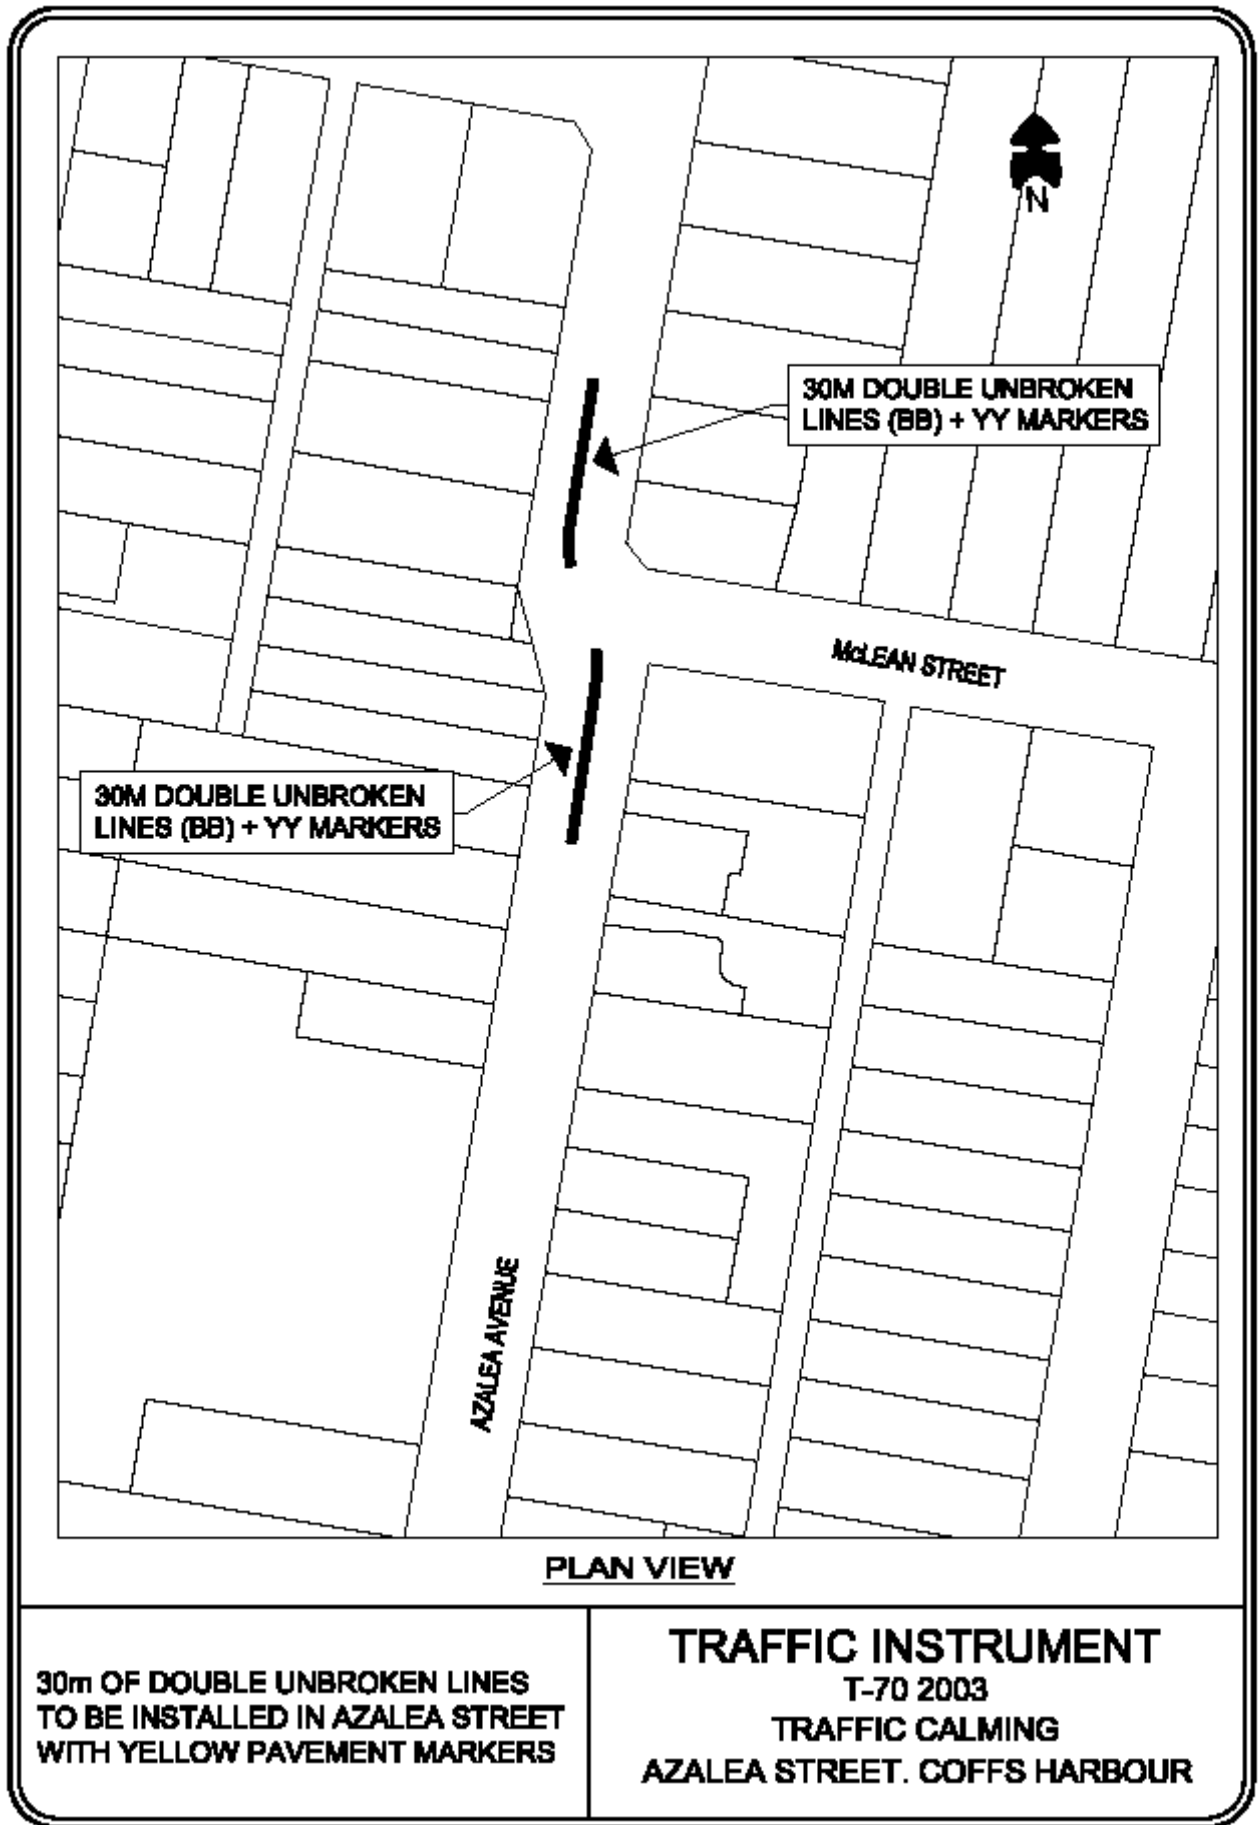 N
30M DOUBLE UNBROKEN
LINES (BB) + YY MARKERS
McLEAN STREET
30M DOUBLE UNBROKEN
LINES (BB) + YY MARKERS
AZALEA AVENUE
PLAN VIEW
30m OF DOUBLE UNBROKEN LINES
TO BE INSTALLED IN AZALEA STREET
WITH YELLOW PAVEMENT MARKERS
TRAFFIC INSTRUMENT
T-70 2003
TRAFFIC CALMING
AZALEA STREET. COFFS HARBOUR